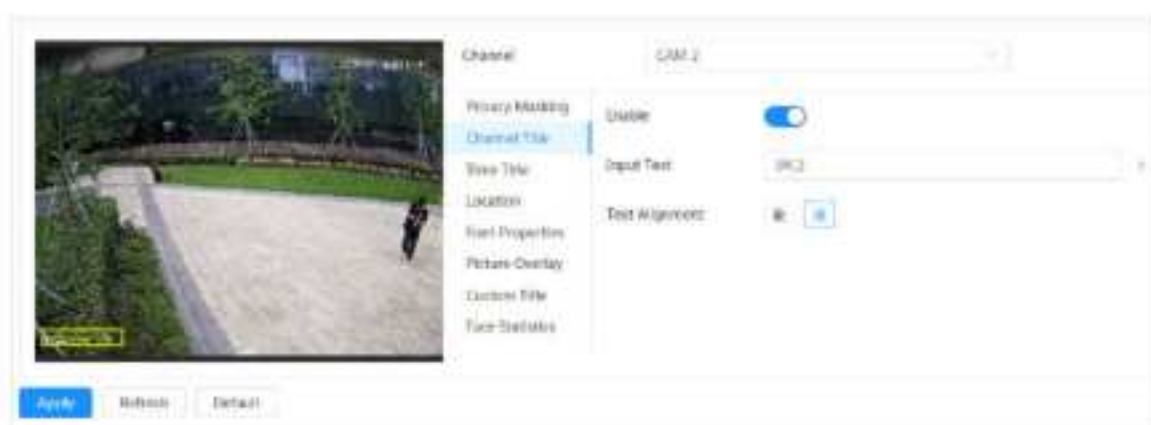 Channel
CAM 2
Privacy Masking
Enable
Channel Title
Input Text
Time Title
Location
Text Alignment
Font Properties
Picture Overlay
Custom Title
Face Statistics
Apply Refresh Default